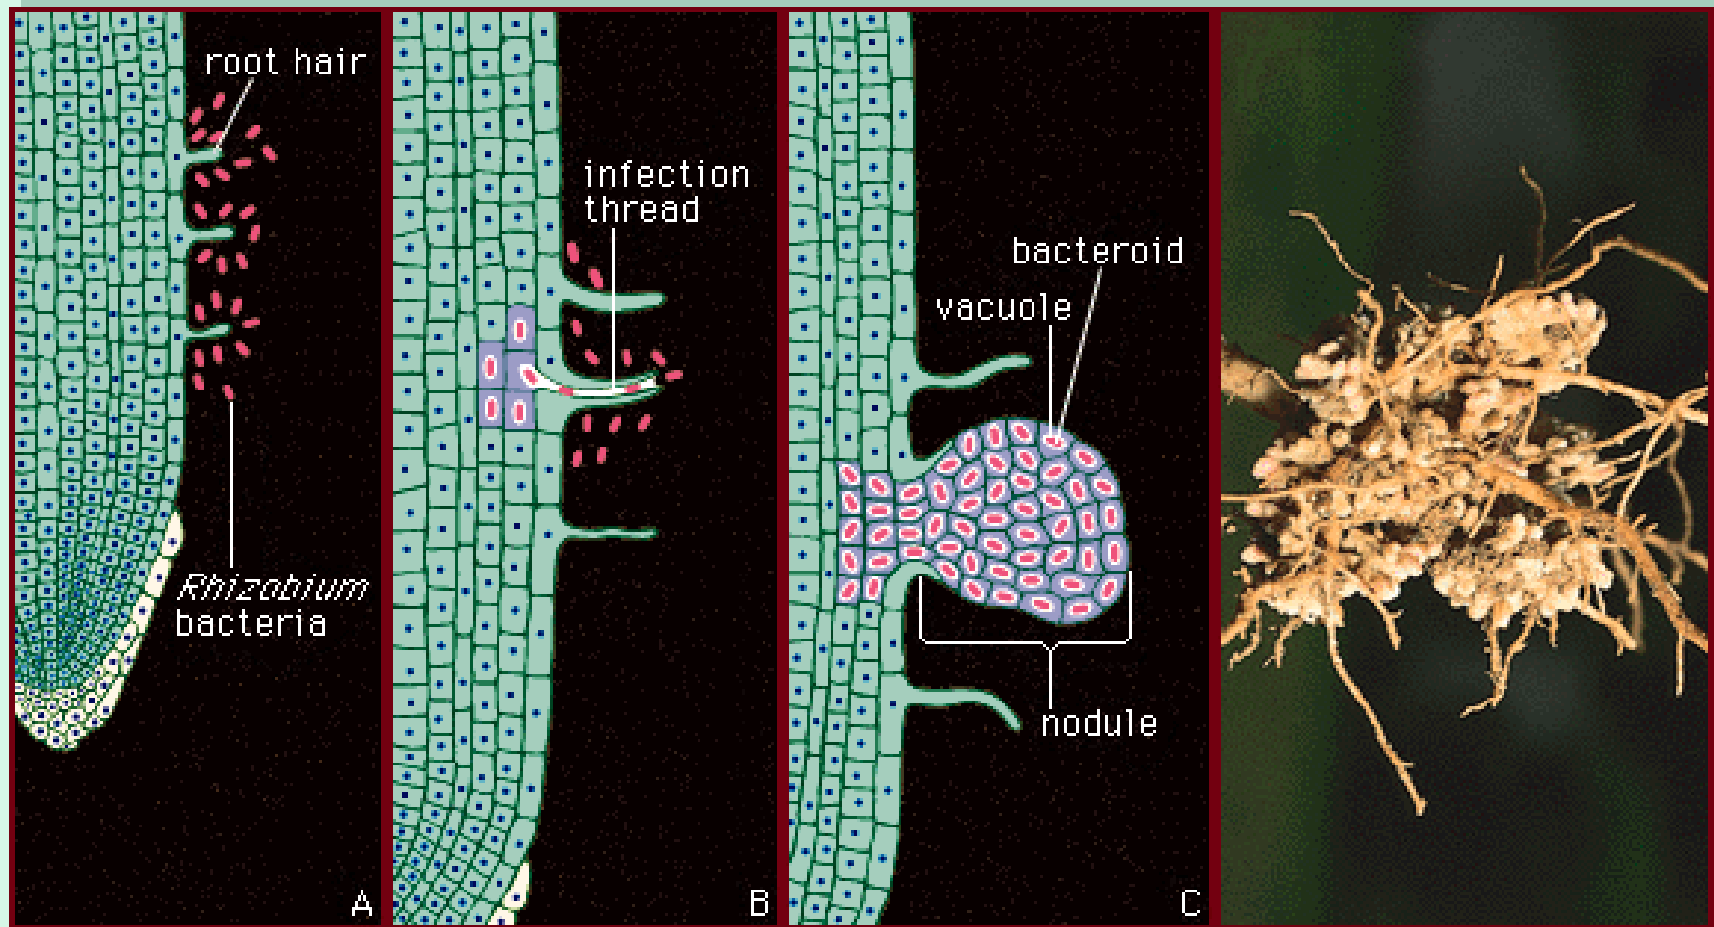 root hair
Rhizobium
bacteria
A
infection
thread
B
bacteroid
vacuole
nodule
C